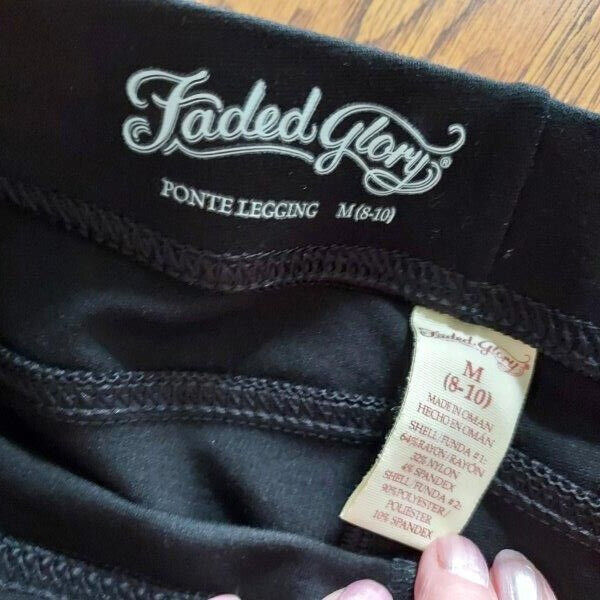 Faded Glory®
PONTE LEGGING M (8-10)
Faded Glory®
M
(8-10)
MADE IN OMAN
HECHO EN OMAN
SHELL/FUNDA #1:
64% RAYON/RAYÓN
32% NYLON
4% SPANDEX
SHELL/FUNDA #2:
90% POLYESTER/
POLIESTER
10% SPANDEX